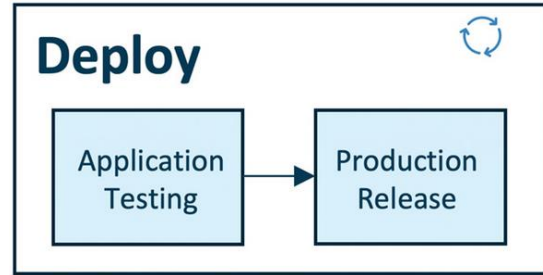 Deploy
Application
Testing
Production
Release